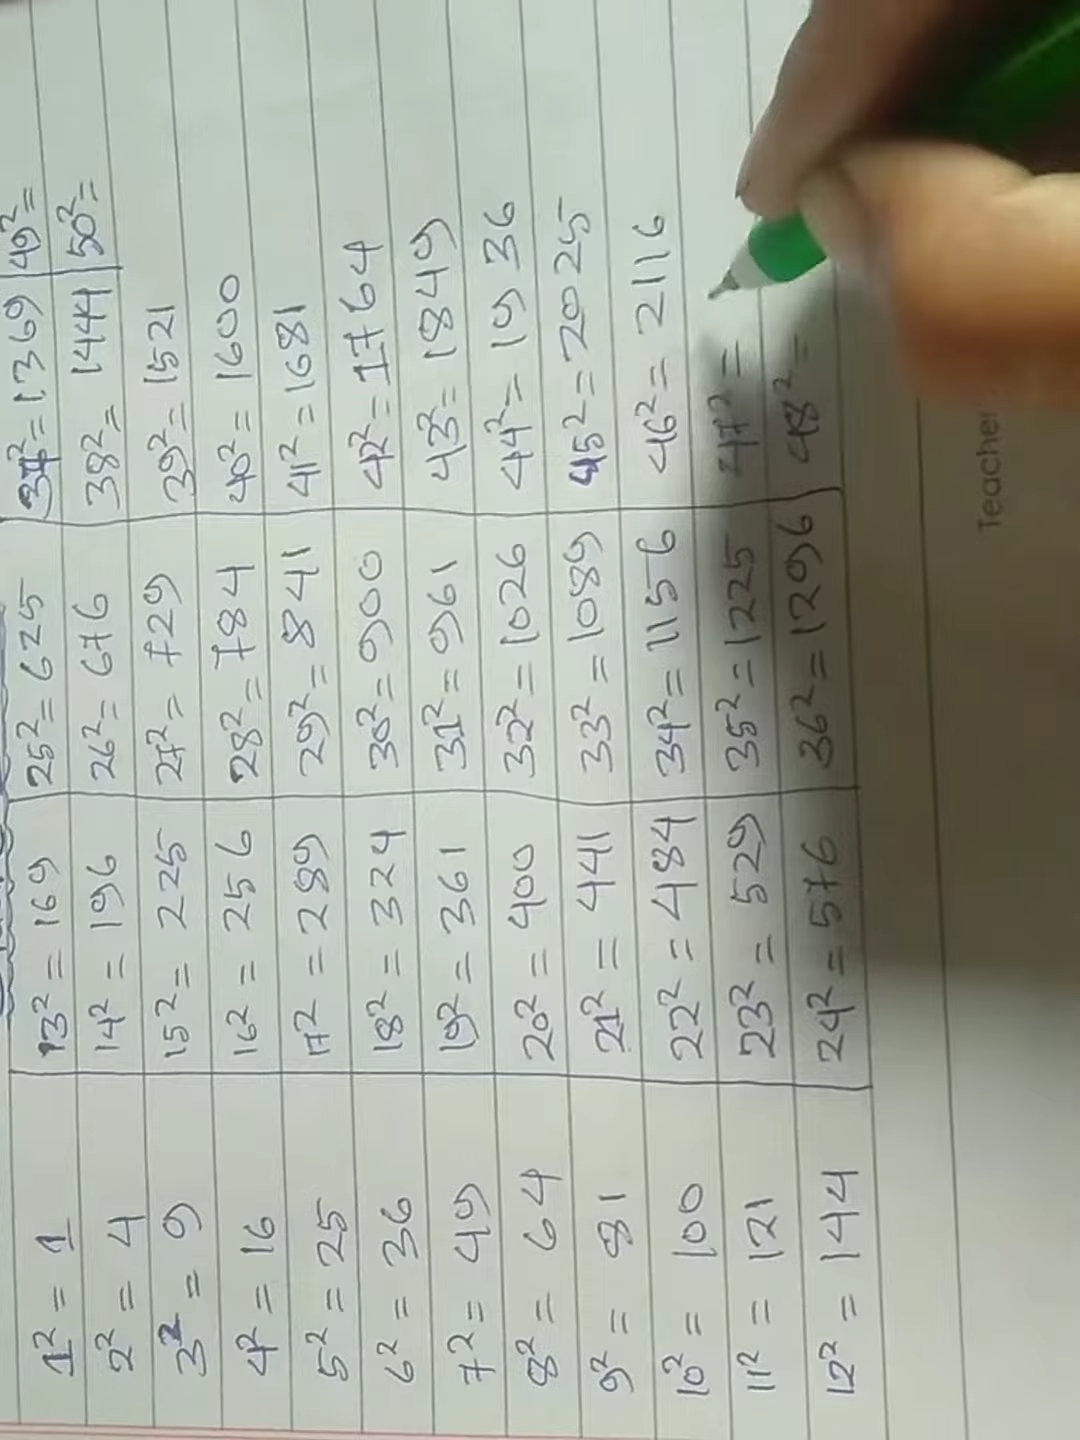 1² = 1 13² = 169 25² = 625 37² = 1369 49² =
2² = 4 14² = 196 26² = 676 38² = 1444 50² =
3² = 9 15² = 225 27² = 729 39² = 1521
4² = 16 16² = 256 28² = 784 40² = 1600
5² = 25 17² = 289 29² = 841 41² = 1681
6² = 36 18² = 324 30² = 900 42² = 1764
7² = 49 19² = 361 31² = 961 43² = 1849
8² = 64 20² = 400 32² = 1026 44² = 1936
9² = 81 21² = 441 33² = 1089 45² = 2025
10² = 100 22² = 484 34² = 1156 46² = 2116
11² = 121 23² = 529 35² = 1225 47² =
12² = 144 24² = 576 36² = 1296 48² =
Teacher